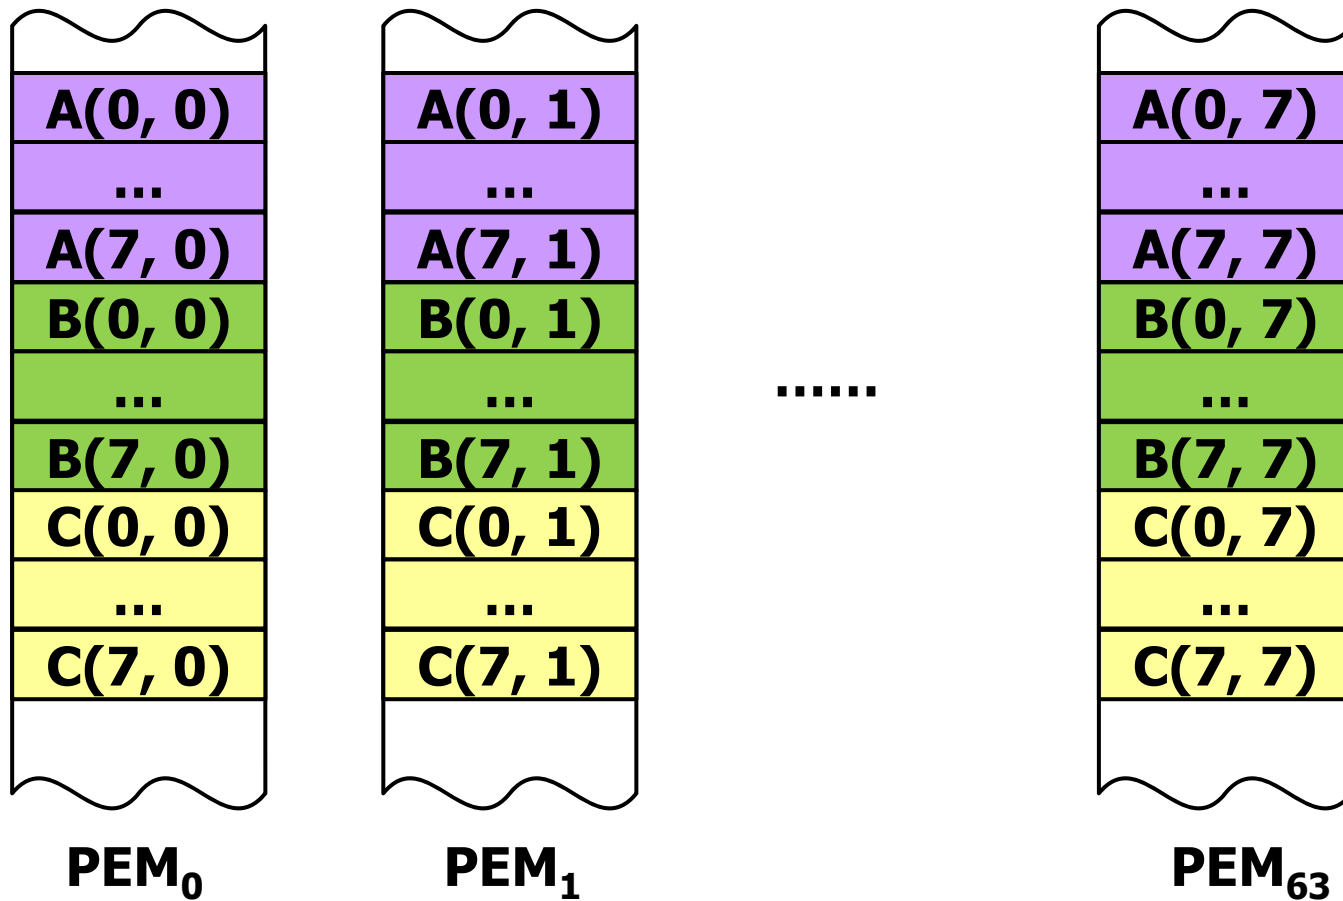 A(0, 0) A(0, 1) A(0, 7)
... ... ...
A(7, 0) A(7, 1) A(7, 7)
B(0, 0) B(0, 1) B(0, 7)
... ... ...... ...
B(7, 0) B(7, 1) B(7, 7)
C(0, 0) C(0, 1) C(0, 7)
... ... ...
C(7, 0) C(7, 1) C(7, 7)
PEM₀ PEM₁ PEM₆₃